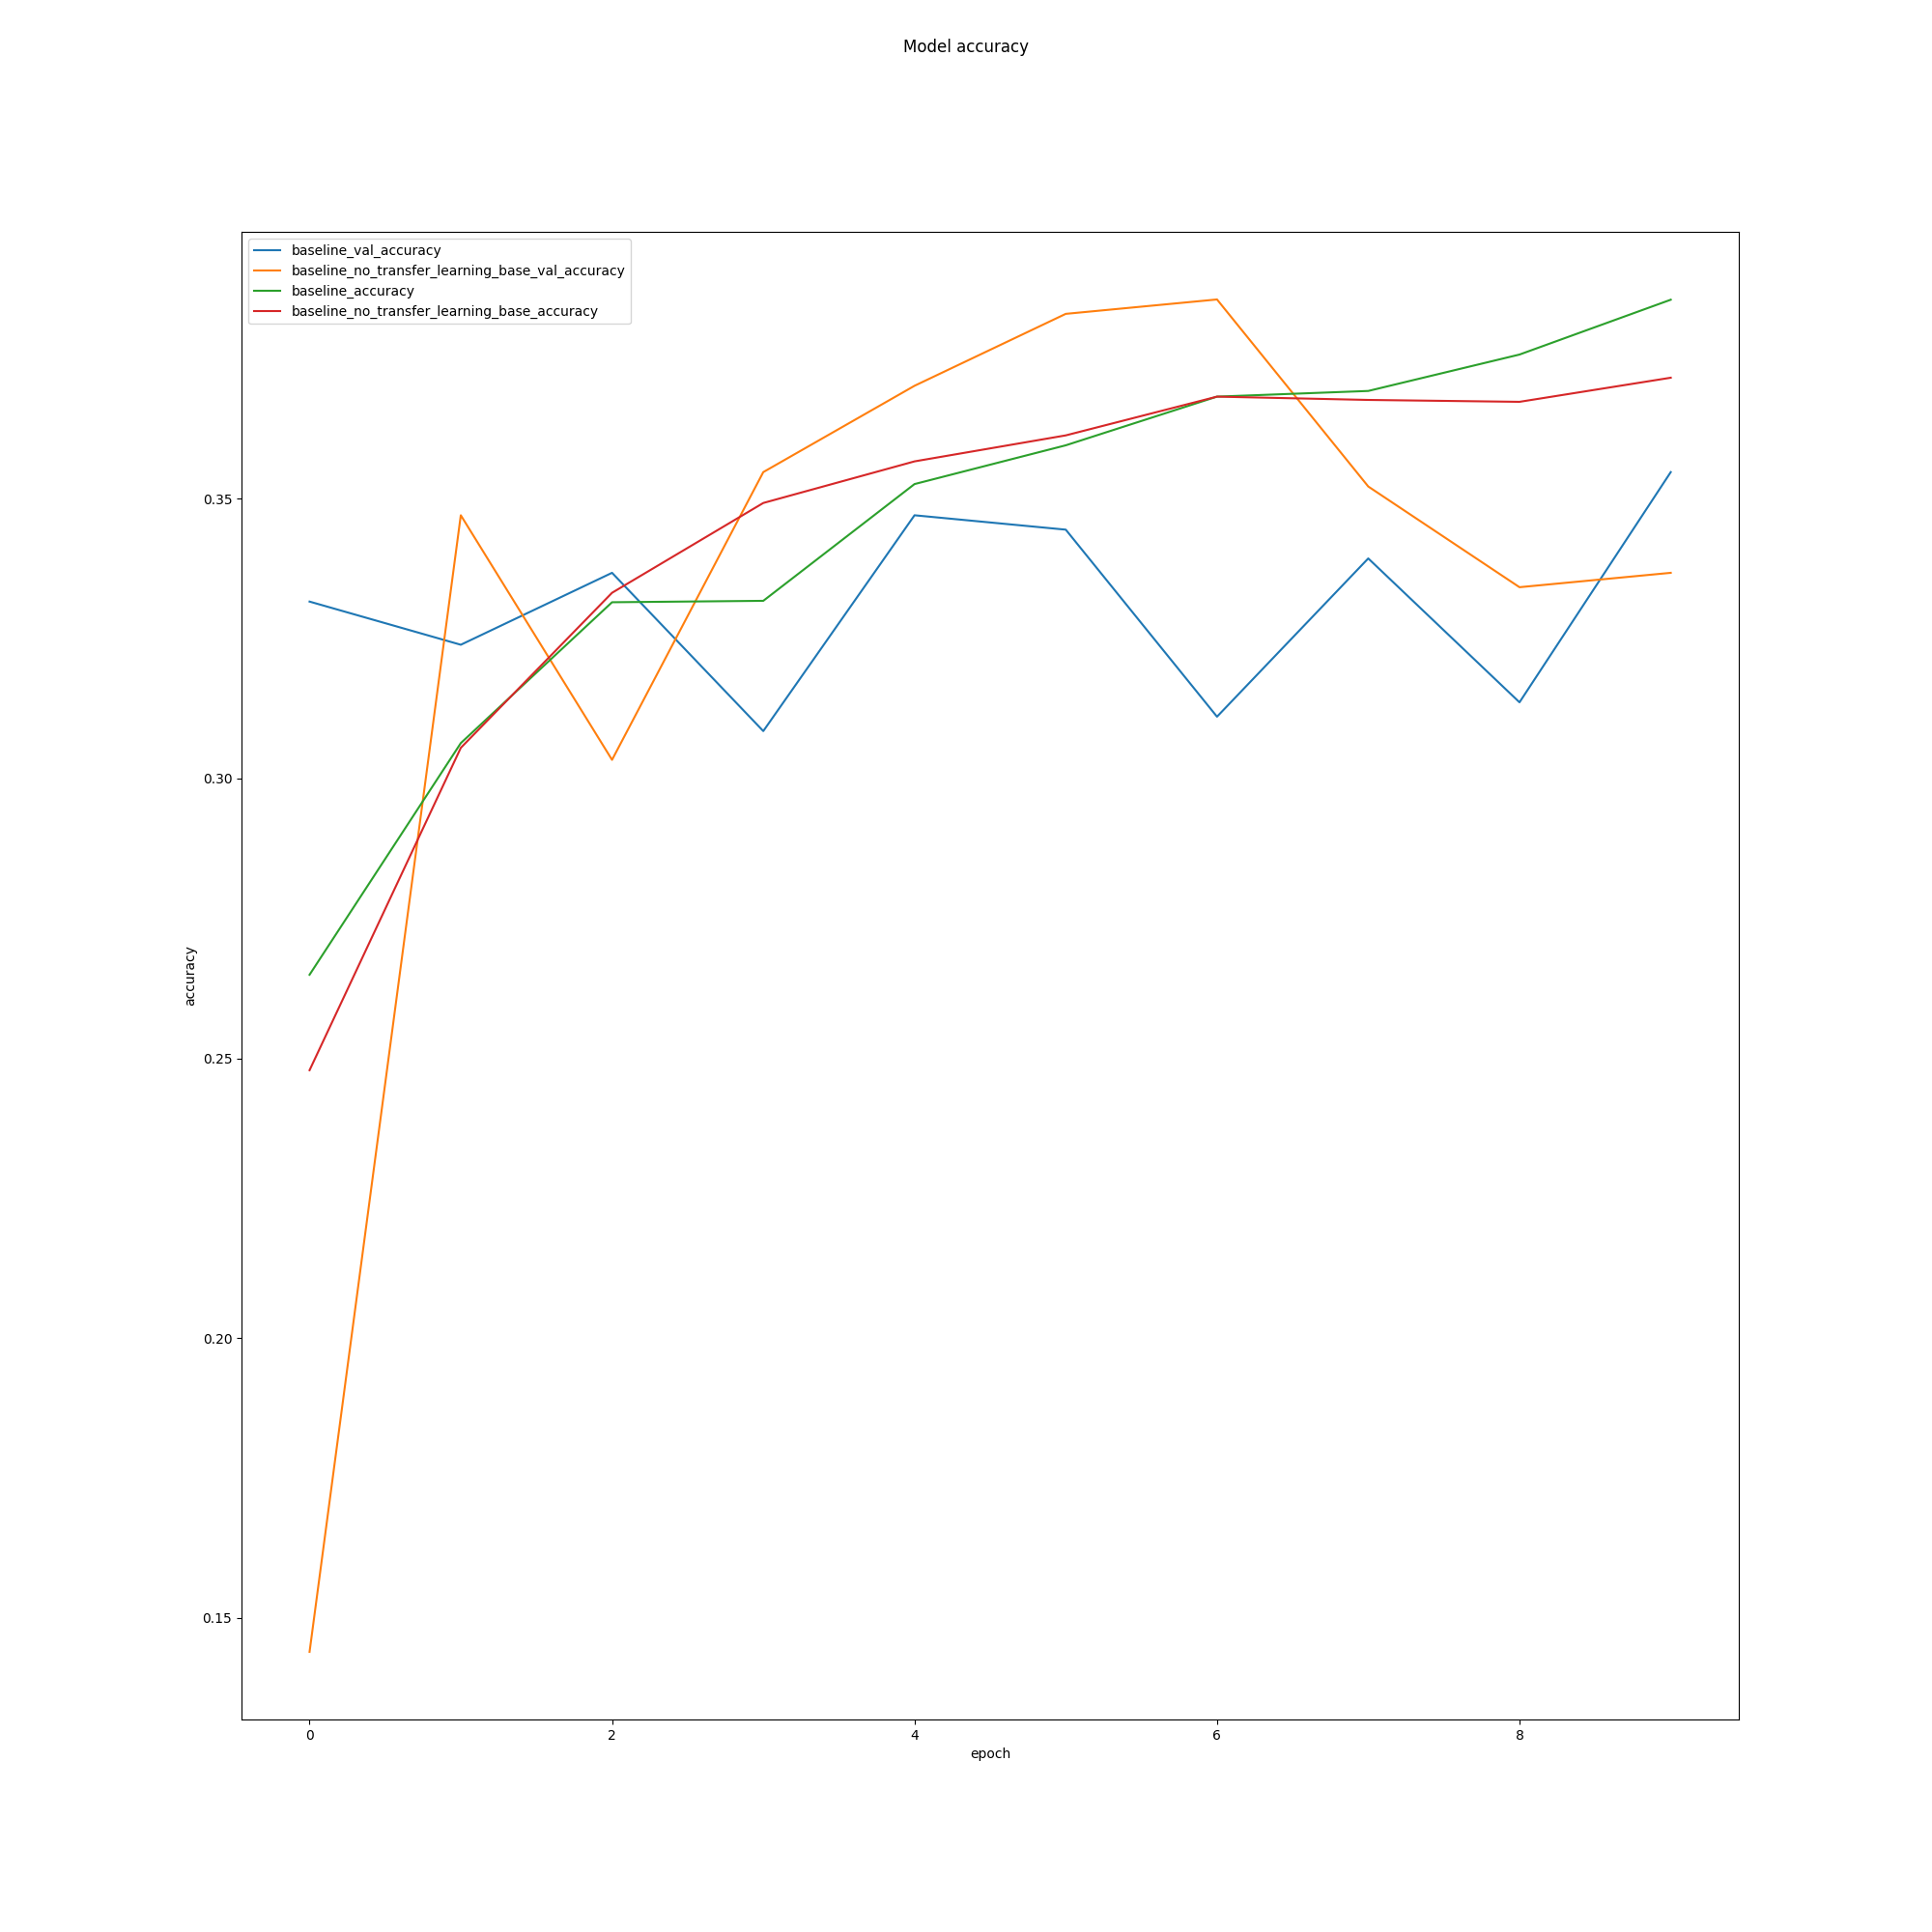 Model accuracy
baseline_val_accuracy
baseline_no_transfer_learning_base_val_accuracy
baseline_accuracy
baseline_no_transfer_learning_base_accuracy
0.35
0.30
0.25
0.20
0.15
accuracy
0 2 4 6 8
epoch